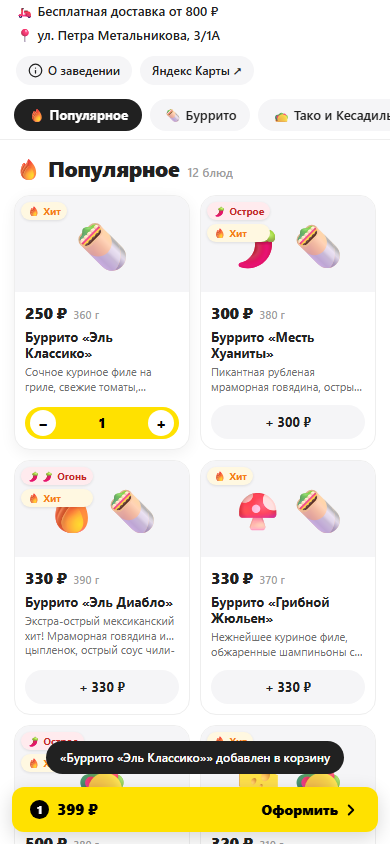 Бесплатная доставка от 800 ₽
ул. Петра Метальникова, 3/1А
О заведении
Яндекс Карты ↗
Популярное
Буррито
Тако и Кесадиль
Популярное 12 блюд
Хит
250 ₽ 360 г
Буррито «Эль
Классико»
Сочное куриное филе на
гриле, свежие томаты,...
− 1 +
Острое
Хит
300 ₽ 380 г
Буррито «Месть
Хуаниты»
Пикантная рубленая
мраморная говядина, остры...
+ 300 ₽
Огонь
Хит
330 ₽ 390 г
Буррито «Эль Диабло»
Экстра-острый мексиканский
хит! Мраморная говядина и...
цыпленок, острый соус чили-
+ 330 ₽
Хит
330 ₽ 370 г
Буррито «Грибной
Жюльен»
Нежнейшее куриное филе,
обжаренные шампиньоны с...
+ 330 ₽
«Буррито «Эль Классико»» добавлен в корзину
1 399 ₽
Оформить